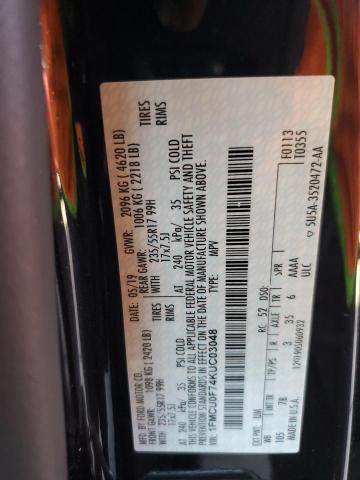 MFD. BY FORD MOTOR CO.
DATE: 05/19 GVWR: 2096 KG ( 4620 LB)
FRONT GAWR: 1098 KG ( 2420 LB) REAR GAWR: 1006 KG ( 2218 LB)
235/55R17 99H TIRES 235/55R17 99H TIRES
17x7.5J RIMS 17x7.5J RIMS
AT 240 kPa/ 35 PSI COLD AT 240 kPa/ 35 PSI COLD
THIS VEHICLE CONFORMS TO ALL APPLICABLE FEDERAL MOTOR VEHICLE SAFETY AND THEFT
PREVENTION STANDARDS IN EFFECT ON THE DATE OF MANUFACTURE SHOWN ABOVE.
VIN: 1FMCU0F74KUC03048 TYPE: MPV
F0113
T0355
EXT PNT: RC: 52 DSO:
WB INT TR TP/PS R AXLE TR SPR
105 7B 3 35 6 AAAA
ULC
5U5A-3520472-AA
MADE IN U.S.A.